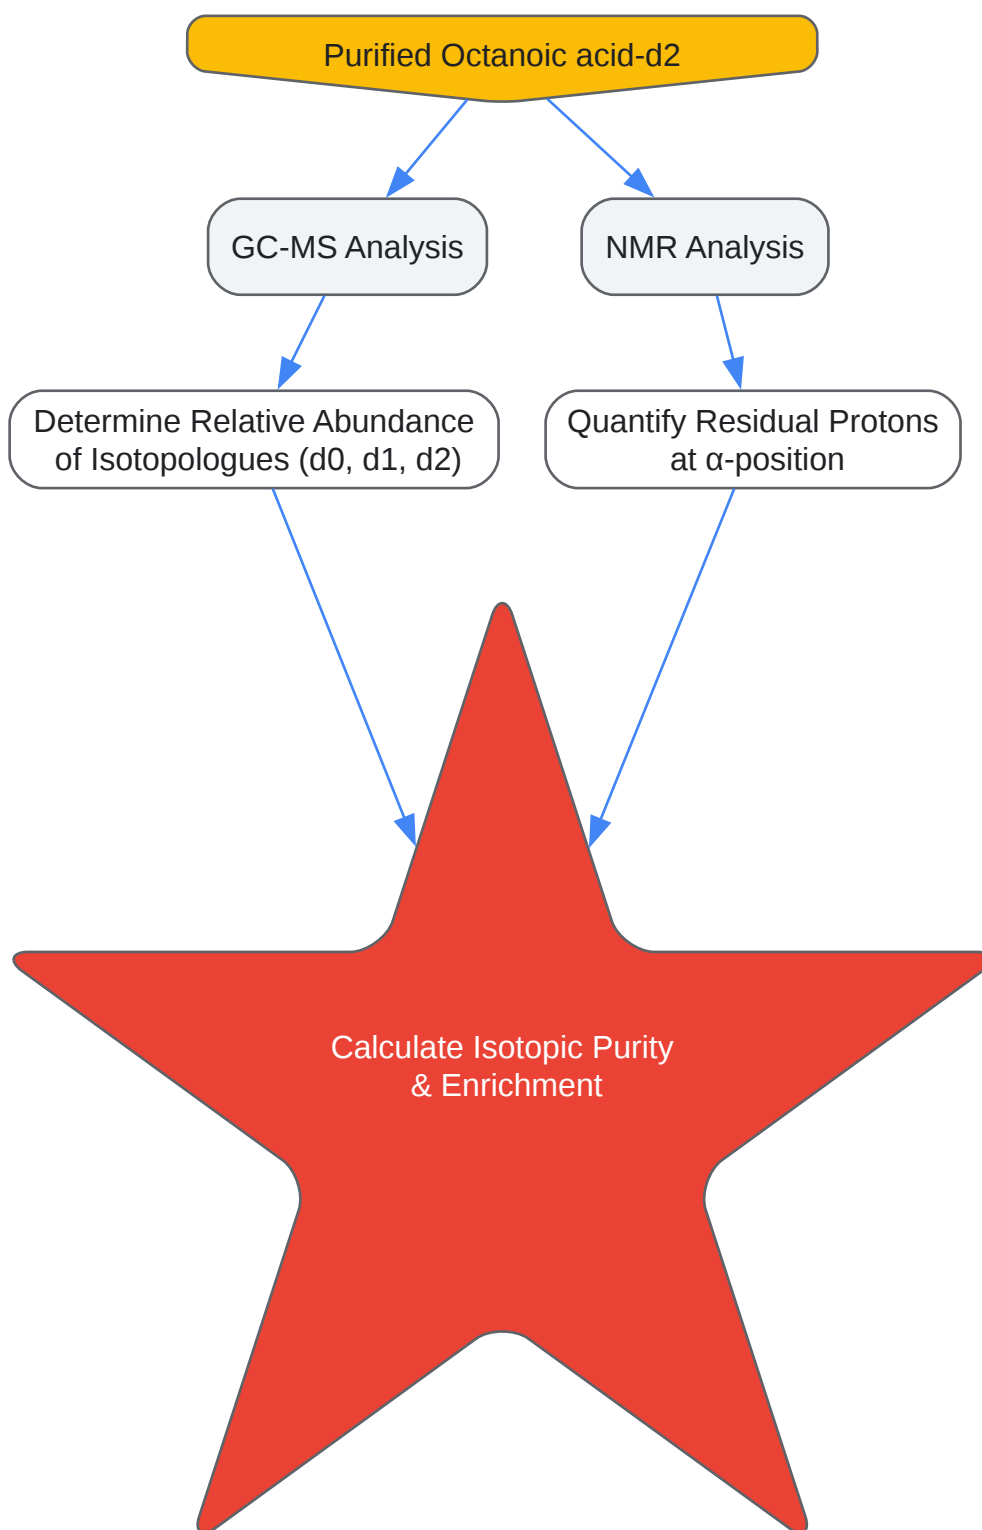 Purified Octanoic acid-d2
GC-MS Analysis
NMR Analysis
Determine Relative Abundance
of Isotopologues (d0, d1, d2)
Quantify Residual Protons
at α-position
Calculate Isotopic Purity
& Enrichment